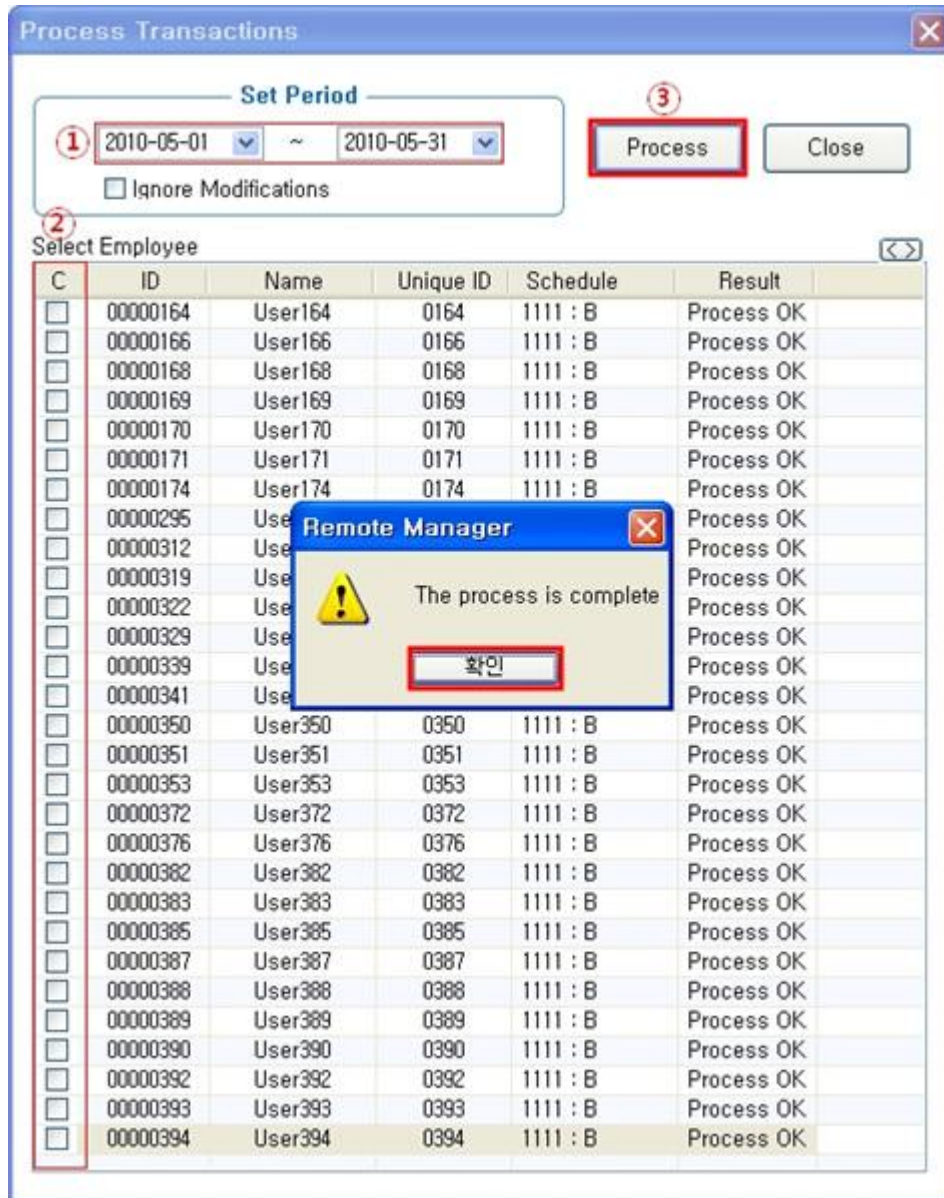 Process Transactions
Set Period
③
① 2010-05-01 ~ 2010-05-31
Process
Close
Ignore Modifications
②
Select Employee
<>
C ID Name Unique ID Schedule Result
00000164 User164 0164 1111 : B Process OK
00000166 User166 0166 1111 : B Process OK
00000168 User168 0168 1111 : B Process OK
00000169 User169 0169 1111 : B Process OK
00000170 User170 0170 1111 : B Process OK
00000171 User171 0171 1111 : B Process OK
00000174 User174 0174 1111 : B Process OK
00000295 Use Process OK
00000312 Use Process OK
00000319 Use Process OK
00000322 Use Process OK
00000329 Use Process OK
00000339 Use Process OK
00000341 Use Process OK
Remote Manager
The process is complete
확인
00000350 User350 0350 1111 : B Process OK
00000351 User351 0351 1111 : B Process OK
00000353 User353 0353 1111 : B Process OK
00000372 User372 0372 1111 : B Process OK
00000376 User376 0376 1111 : B Process OK
00000382 User382 0382 1111 : B Process OK
00000383 User383 0383 1111 : B Process OK
00000385 User385 0385 1111 : B Process OK
00000387 User387 0387 1111 : B Process OK
00000388 User388 0388 1111 : B Process OK
00000389 User389 0389 1111 : B Process OK
00000390 User390 0390 1111 : B Process OK
00000392 User392 0392 1111 : B Process OK
00000393 User393 0393 1111 : B Process OK
00000394 User394 0394 1111 : B Process OK